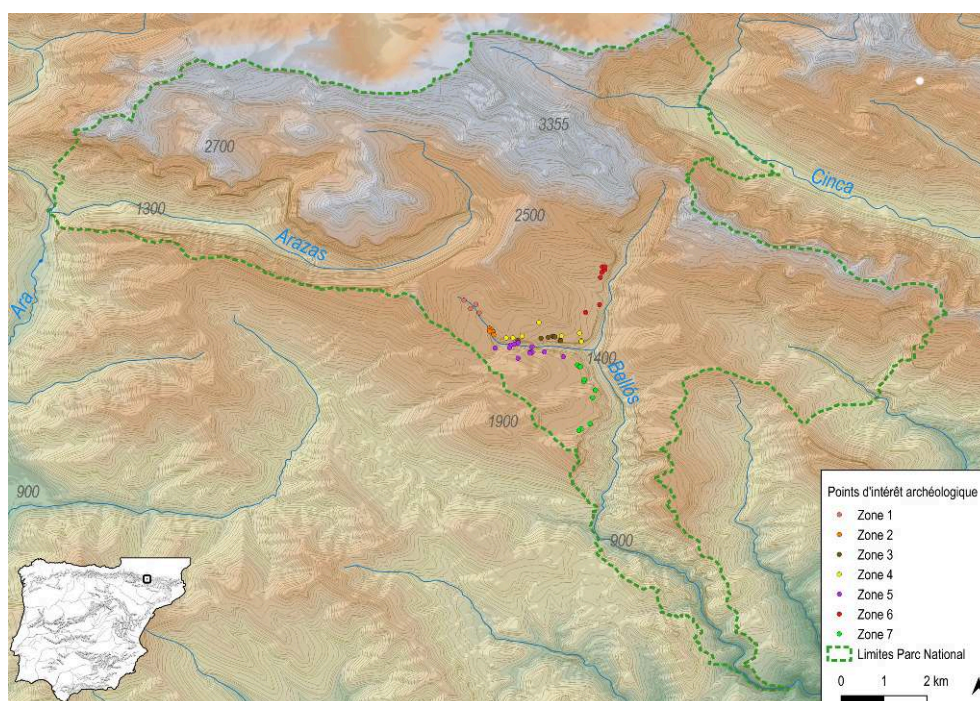 3355
2700
Cinca
1300
2500
Arazas
Ara
1400
Bellós
1900
900
900
Points d'intérêt archéologique
Zone 1
Zone 2
Zone 3
Zone 4
Zone 5
Zone 6
Zone 7
Limites Parc National
0 1 2 km